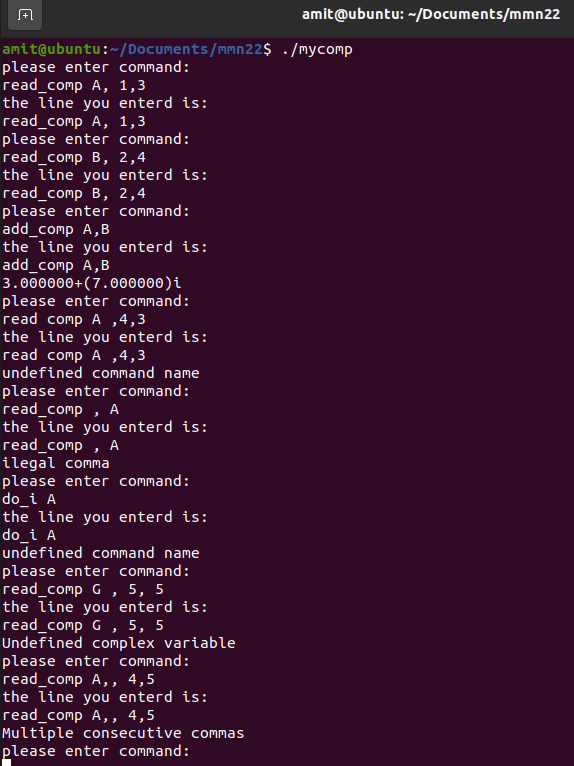 amit@ubuntu: ~/Documents/mmn22
amit@ubuntu:~/Documents/mmn22$ ./mycomp
please enter command:
read_comp A, 1,3
the line you enterd is:
read_comp A, 1,3
please enter command:
read_comp B, 2,4
the line you enterd is:
read_comp B, 2,4
please enter command:
add_comp A,B
the line you enterd is:
add_comp A,B
3.000000+(7.000000)i
please enter command:
read comp A ,4,3
the line you enterd is:
read comp A ,4,3
undefined command name
please enter command:
read_comp , A
the line you enterd is:
read_comp , A
ilegal comma
please enter command:
do_i A
the line you enterd is:
do_i A
undefined command name
please enter command:
read_comp G , 5, 5
the line you enterd is:
read_comp G , 5, 5
Undefined complex variable
please enter command:
read_comp A,, 4,5
the line you enterd is:
read_comp A,, 4,5
Multiple consecutive commas
please enter command: